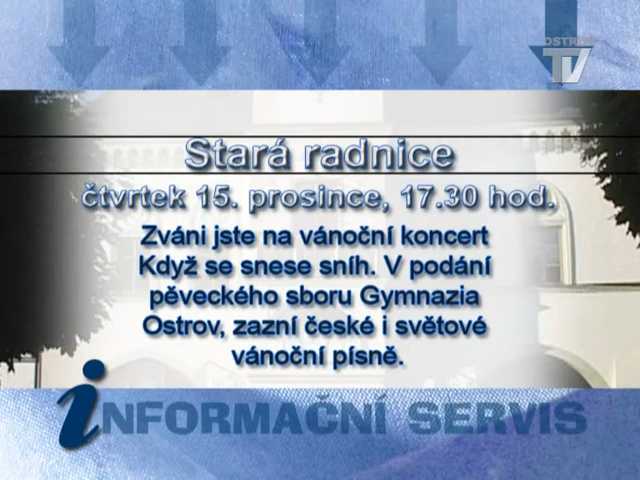 OSTROV
TV
Stará radnice
čtvrtek 15. prosince, 17.30 hod.
Zváni jste na vánoční koncert
Když se snese sníh. V podání
pěveckého sboru Gymnazia
Ostrov, zazní české i světové
vánoční písně.
INFORMAČNÍ SERVIS